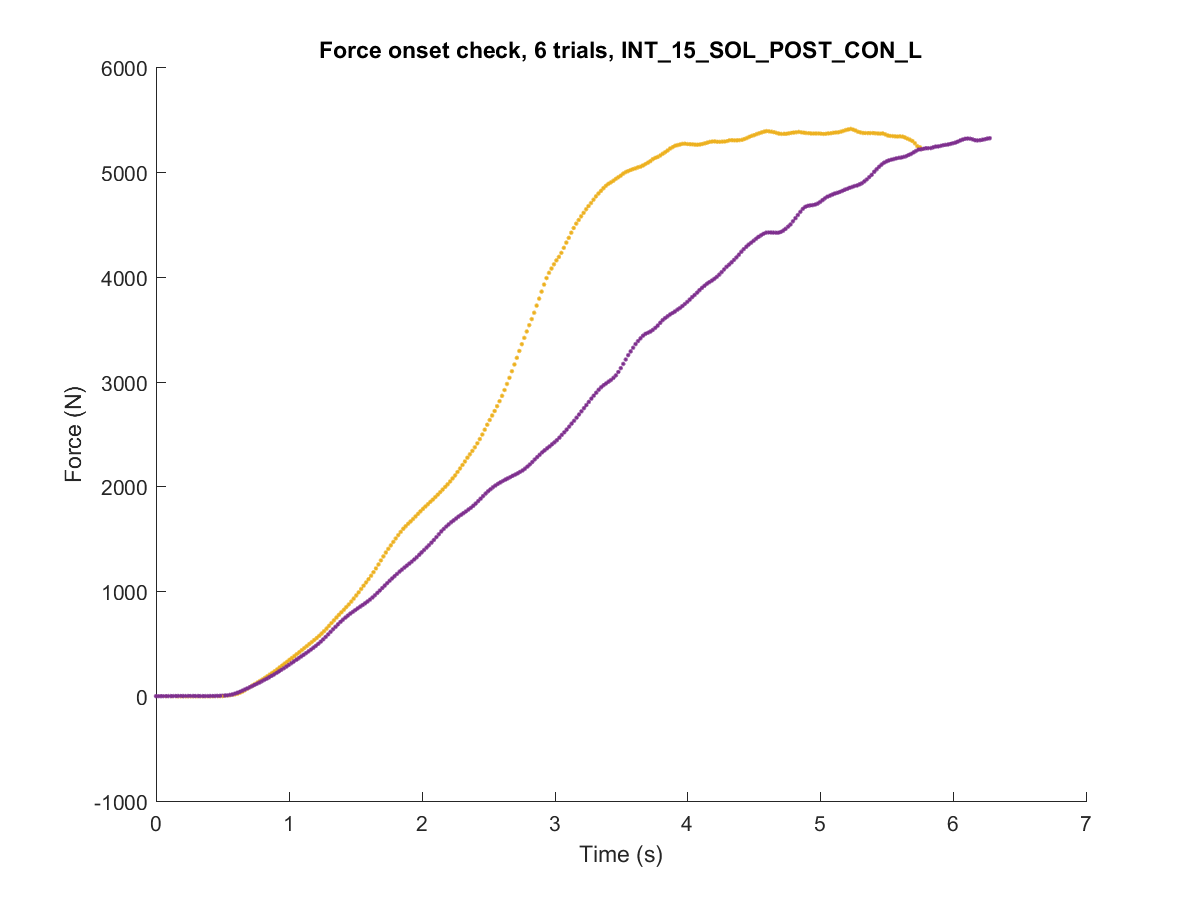 Force onset check, 6 trials, INT_15_SOL_POST_CON_L
6000
5000
4000
3000
2000
1000
0
-1000
Force (N)
0 1 2 3 4 5 6 7
Time (s)